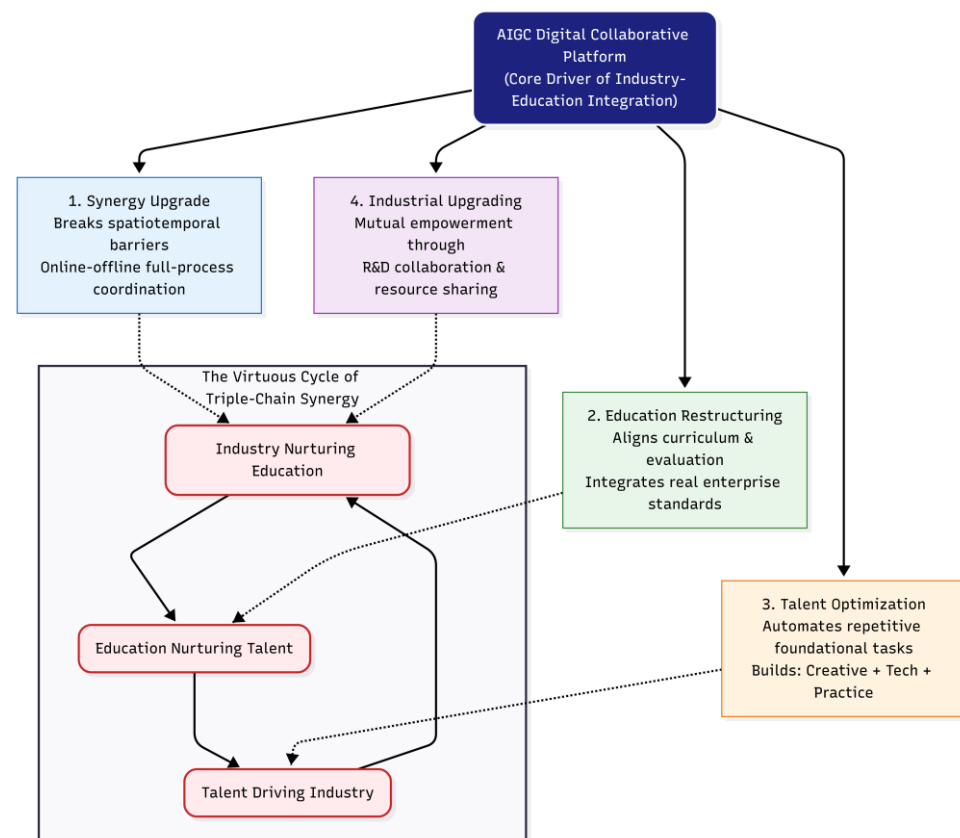 AIGC Digital Collaborative
Platform
(Core Driver of Industry-
Education Integration)
1. Synergy Upgrade
Breaks spatiotemporal
barriers
Online-offline full-process
coordination
4. Industrial Upgrading
Mutual empowerment
through
R&D collaboration &
resource sharing
The Virtuous Cycle of
Triple-Chain Synergy
Industry Nurturing
Education
2. Education Restructuring
Aligns curriculum &
evaluation
Integrates real enterprise
standards
3. Talent Optimization
Automates repetitive
foundational tasks
Builds: Creative + Tech +
Practice
Education Nurturing Talent
Talent Driving Industry